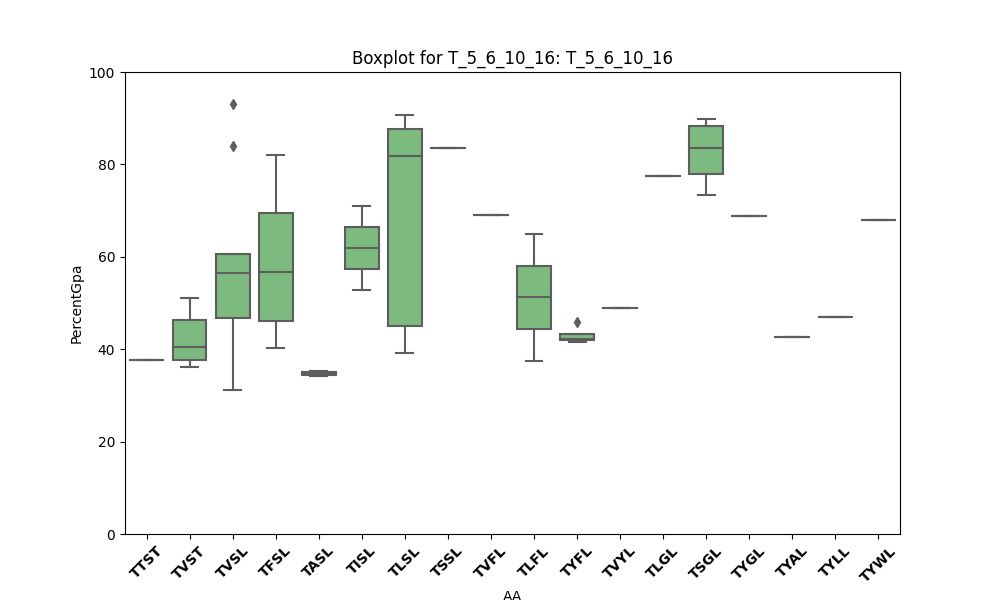 Boxplot for T_5_6_10_16: T_5_6_10_16
100
80
60
40
20
0
PercentGpa
TTST TVST TVSL TFSL TASL TISL TLSL TSSL TVFL TLFL TYFL TVYL TLGL TSGL TYGL TYAL TYLL TYWL
AA